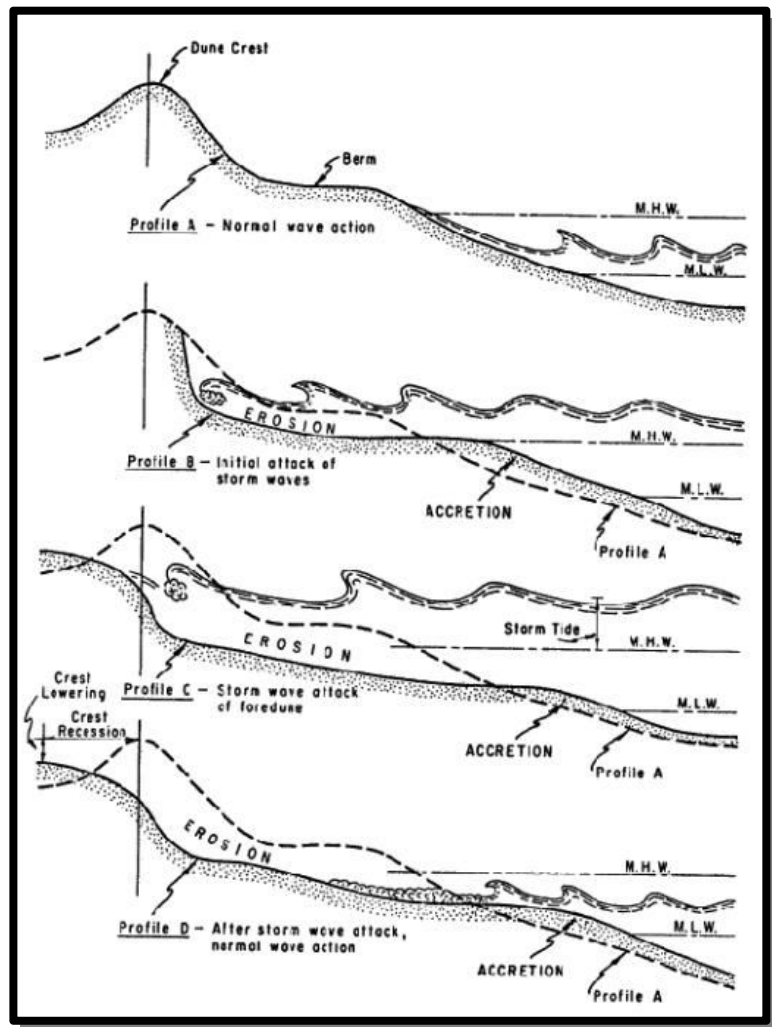 Dune Crest
Berm
M.H.W.
Profile A – Normal wave action
M.L.W.
EROSION
M.H.W.
Profile B – Initial attack of
storm waves
M.L.W.
ACCRETION
Profile A
EROSION
Storm Tide
M.H.W.
Crest
Lowering
Profile C – Storm wave attack
of foredune
M.L.W.
Crest
Recession
ACCRETION
Profile A
EROSION
M.H.W.
Profile D – After storm wave attack,
normal wave action
M.L.W.
ACCRETION
Profile A